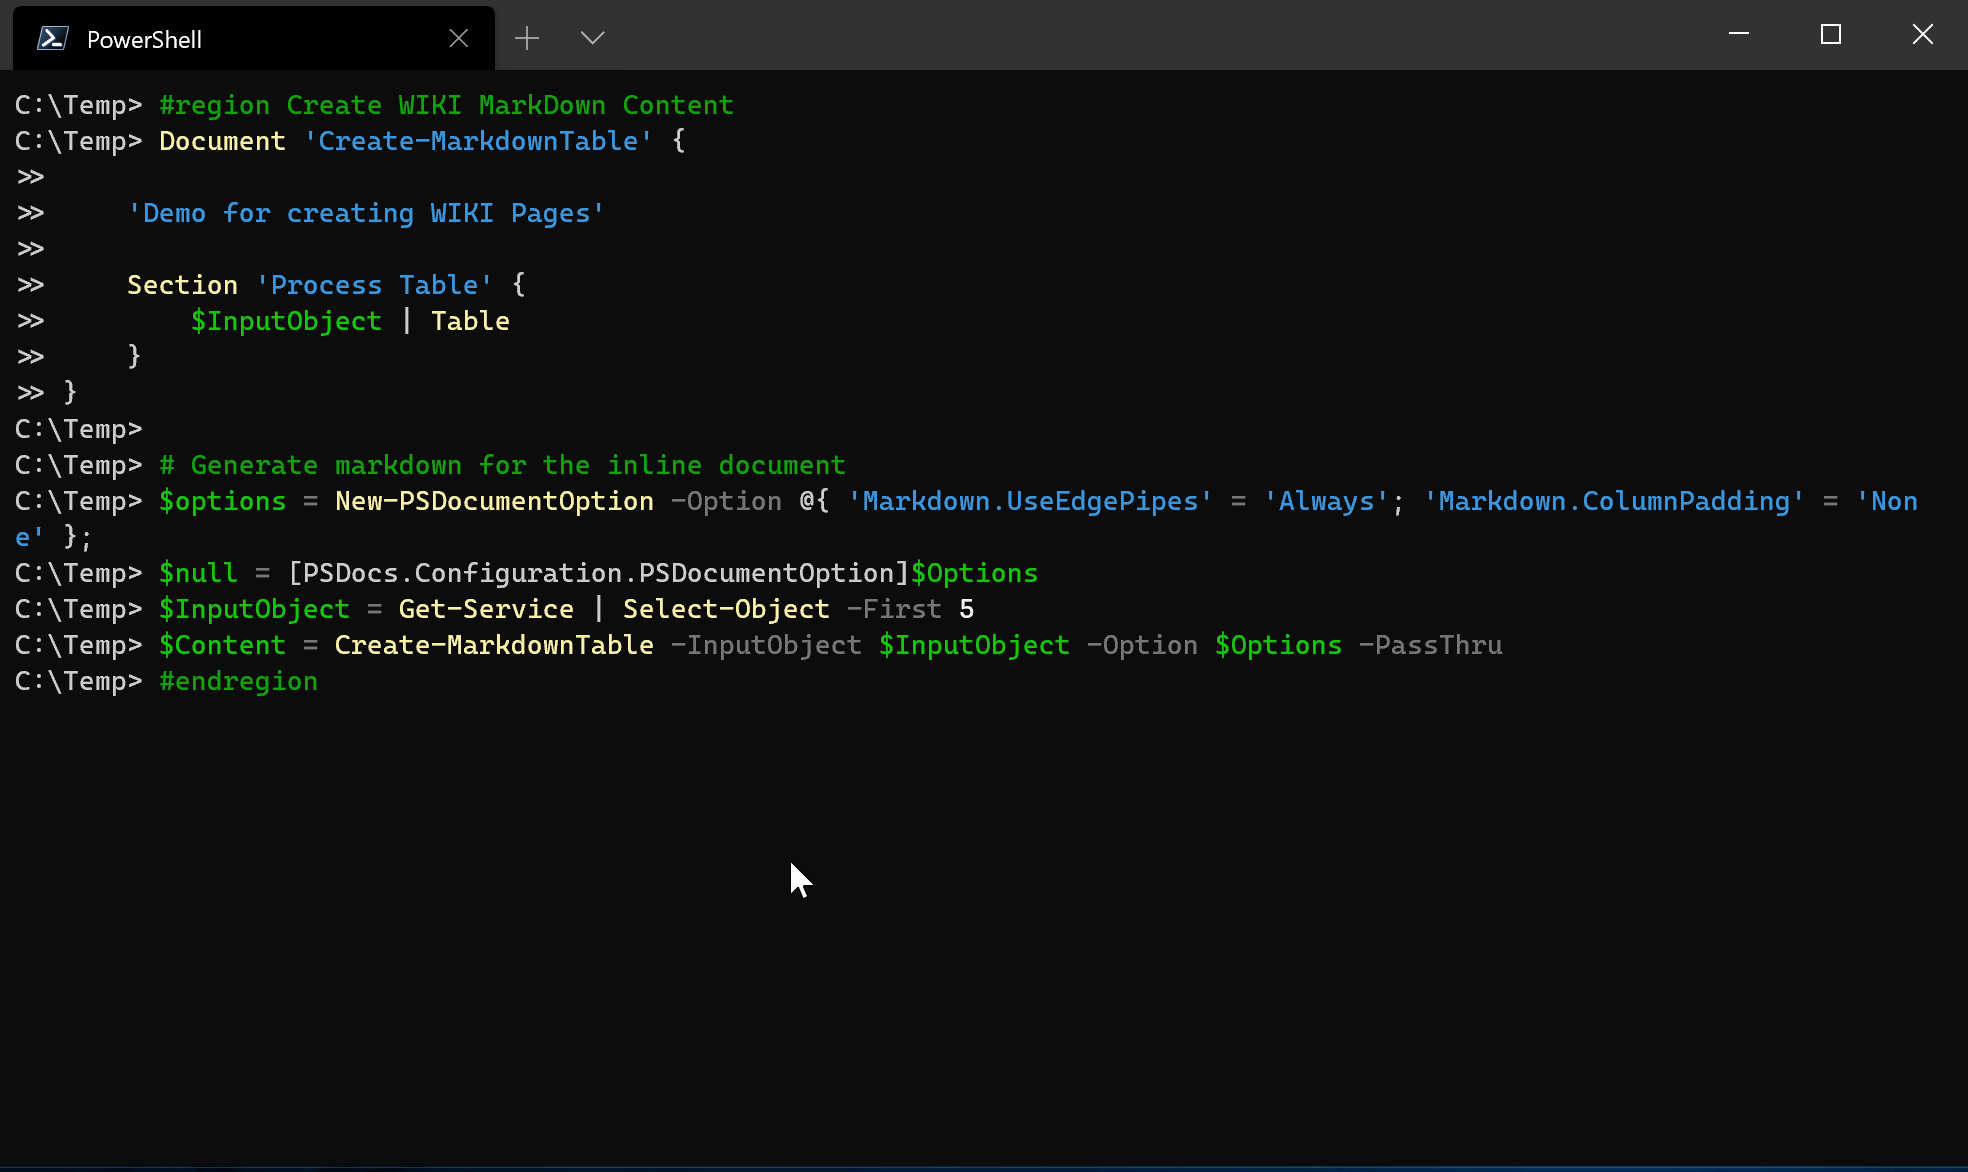 PowerShell
C:\Temp> #region Create WIKI MarkDown Content
C:\Temp> Document 'Create-MarkdownTable' {
>>
>>     'Demo for creating WIKI Pages'
>>
>>     Section 'Process Table' {
>>         $InputObject | Table
>>     }
>> }
C:\Temp>
C:\Temp> # Generate markdown for the inline document
C:\Temp> $options = New-PSDocumentOption -Option @{ 'Markdown.UseEdgePipes' = 'Always'; 'Markdown.ColumnPadding' = 'Non
e' };
C:\Temp> $null = [PSDocs.Configuration.PSDocumentOption]$Options
C:\Temp> $InputObject = Get-Service | Select-Object -First 5
C:\Temp> $Content = Create-MarkdownTable -InputObject $InputObject -Option $Options -PassThru
C:\Temp> #endregion